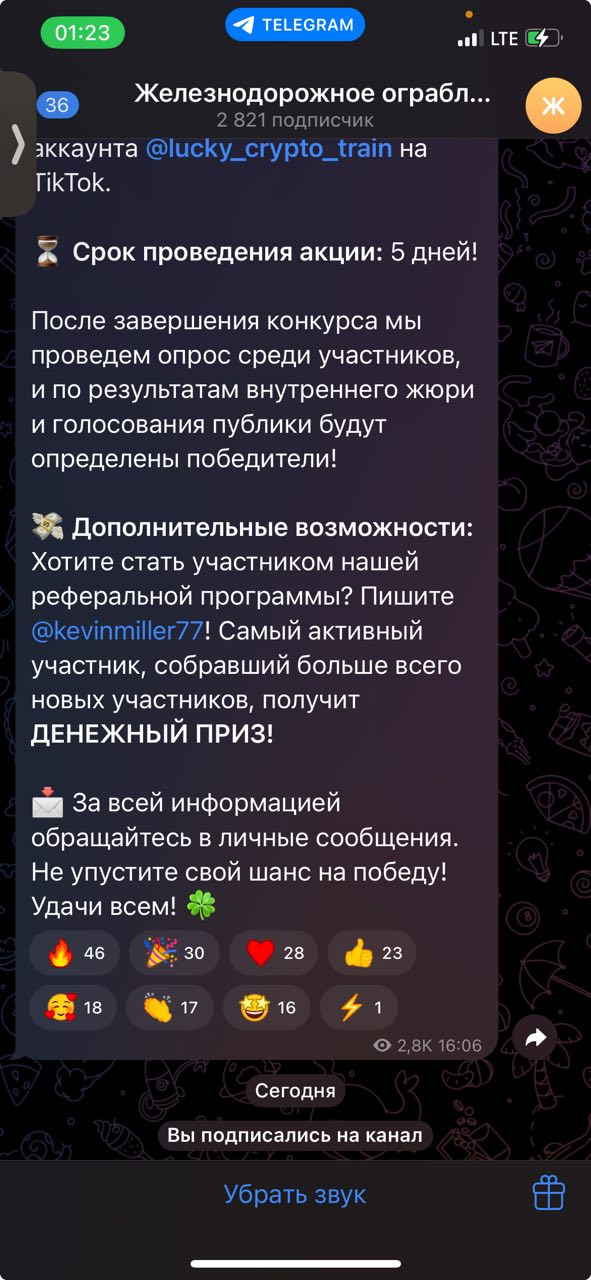 01:23
TELEGRAM
LTE
36
Железнодорожное ограбл...
2 821 подписчик
Ж
аккаунта @lucky_crypto_train на
TikTok.
⏳ Срок проведения акции: 5 дней!
После завершения конкурса мы
проведем опрос среди участников,
и по результатам внутреннего жюри
и голосования публики будут
определены победители!
💸 Дополнительные возможности:
Хотите стать участником нашей
реферальной программы? Пишите
@kevinmiller77! Самый активный
участник, собравший больше всего
новых участников, получит
ДЕНЕЖНЫЙ ПРИЗ!
📩 За всей информацией
обращайтесь в личные сообщения.
Не упустите свой шанс на победу!
Удачи всем! 🍀
🔥 46 🎉 30 ❤️ 28 👍 23
🥰 18 👏 17 🤩 16 ⚡ 1
2,8K 16:06
Сегодня
Вы подписались на канал
Убрать звук